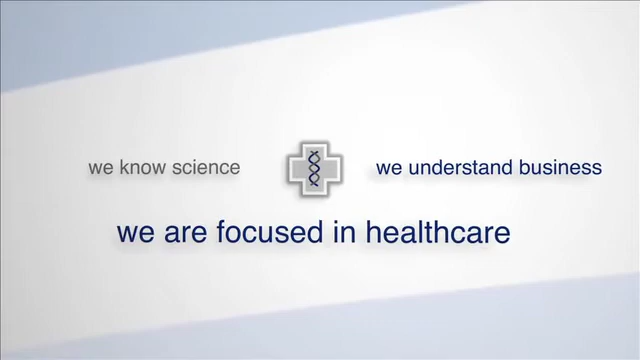 we know science
we understand business
we are focused in healthcare